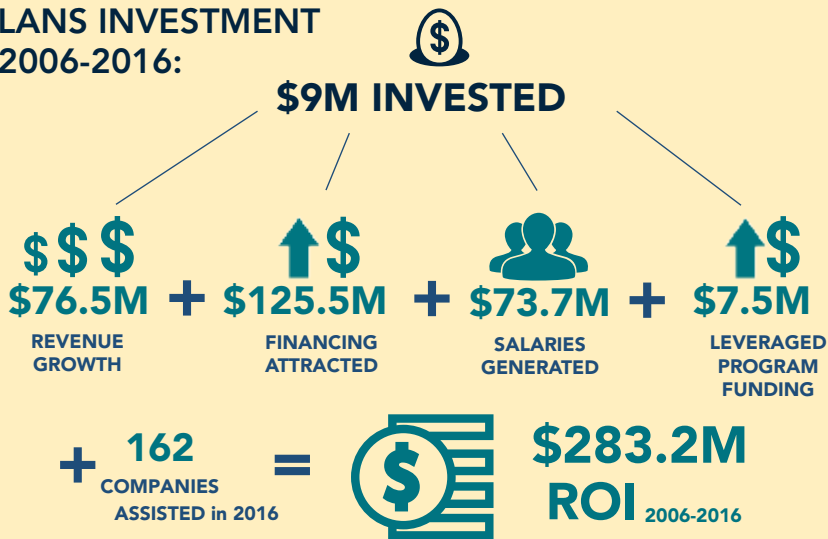 LANS INVESTMENT
2006-2016:
$
$9M INVESTED
$ $ $
$
$
$76.5M + $125.5M + $73.7M + $7.5M
REVENUE
GROWTH
FINANCING
ATTRACTED
SALARIES
GENERATED
LEVERAGED
PROGRAM
FUNDING
+ 162
COMPANIES
ASSISTED in 2016
=
$
$283.2M
ROI 2006-2016